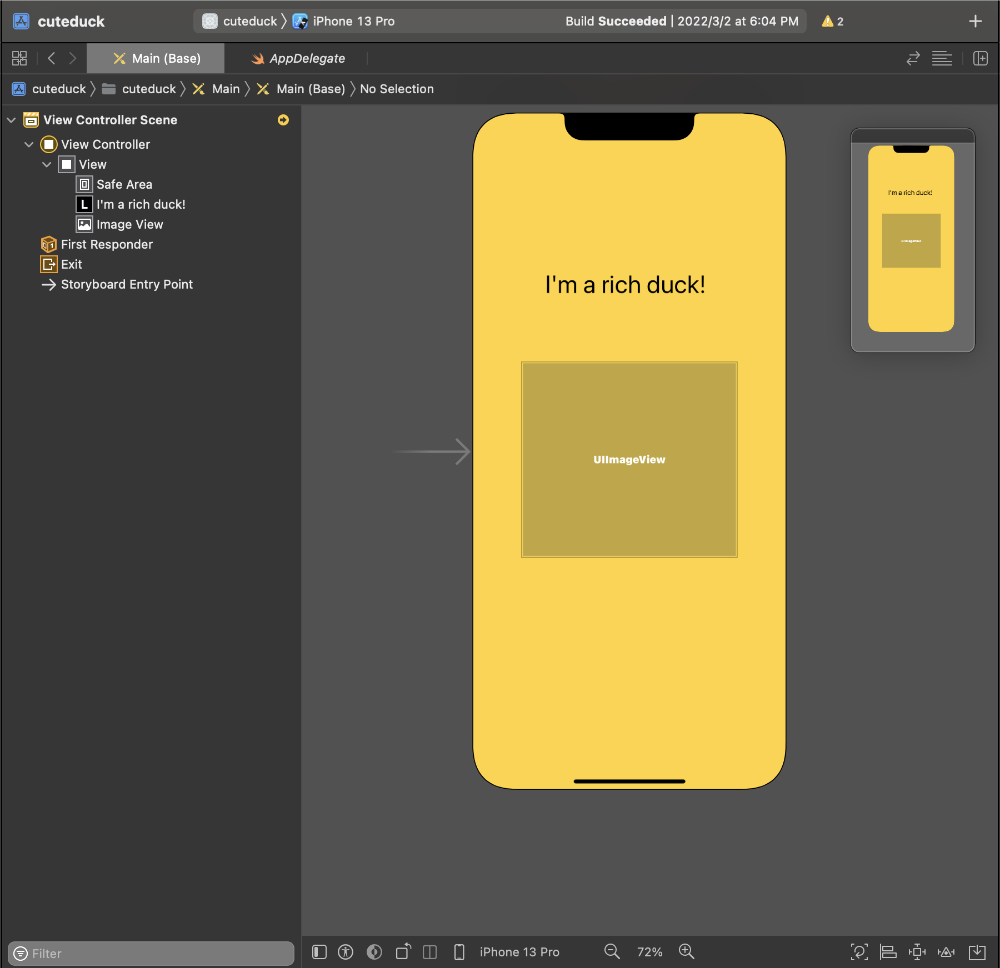 cuteduck
cuteduck iPhone 13 Pro Build Succeeded | 2022/3/2 at 6:04 PM 2
Main (Base) AppDelegate
cuteduck cuteduck Main Main (Base) No Selection
View Controller Scene
View Controller
View
Safe Area
L I'm a rich duck!
Image View
First Responder
Exit
Storyboard Entry Point
I'm a rich duck!
UIImageView
I'm a rich duck!
UIImageView
Filter
iPhone 13 Pro 72%